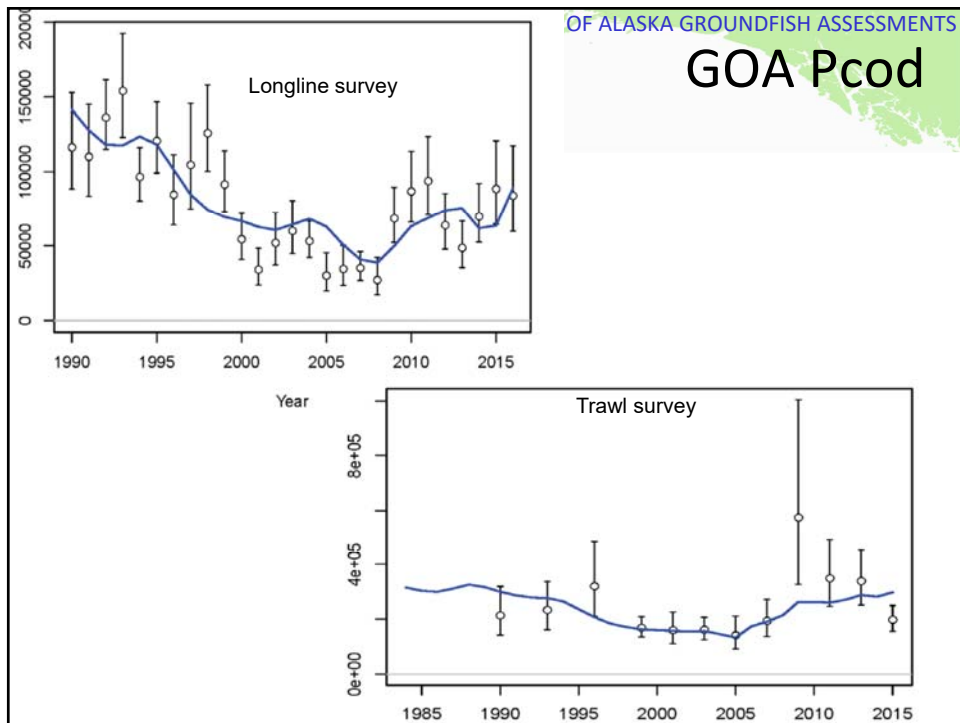 OF ALASKA GROUNDFISH ASSESSMENTS
GOA Pcod
Longline survey
20000
150000
100000
50000
0
1990 1995 2000 2005 2010 2015
Year
Trawl survey
8e+05
4e+05
0e+00
1985 1990 1995 2000 2005 2010 2015